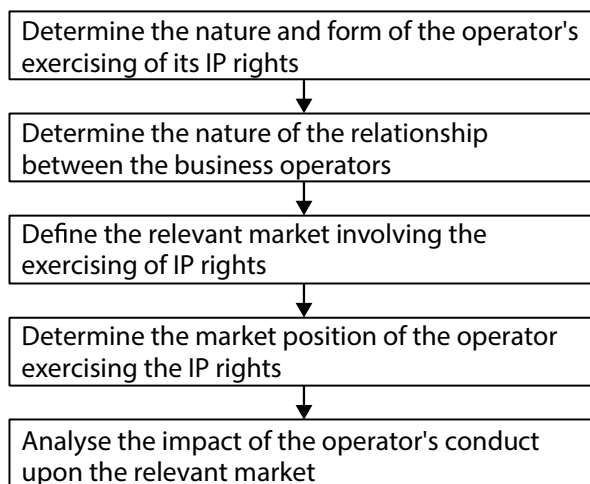 Determine the nature and form of the operator's
exercising of its IP rights
Determine the nature of the relationship
between the business operators
Define the relevant market involving the
exercising of IP rights
Determine the market position of the operator
exercising the IP rights
Analyse the impact of the operator's conduct
upon the relevant market